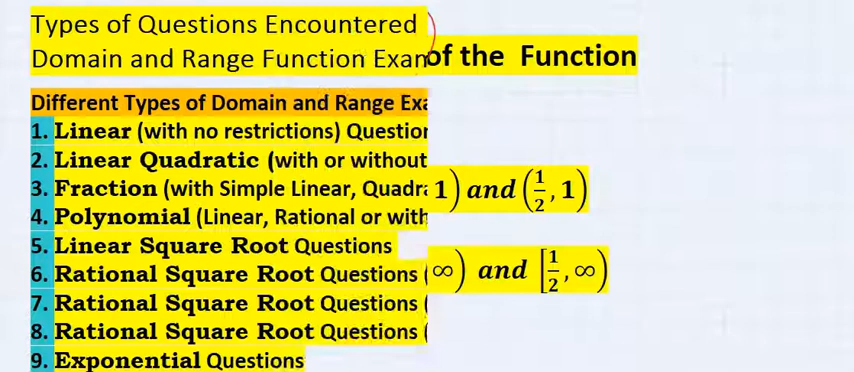 Types of Questions Encountered
Domain and Range Function Exam
of the Function
Different Types of Domain and Range Exa
1. Linear (with no restrictions) Question
2. Linear Quadratic (with or without
3. Fraction (with Simple Linear, Quadra
1) and (1/2, 1)
4. Polynomial (Linear, Rational or with
5. Linear Square Root Questions
6. Rational Square Root Questions (
∞) and [1/2, ∞)
7. Rational Square Root Questions (
8. Rational Square Root Questions (
9. Exponential Questions